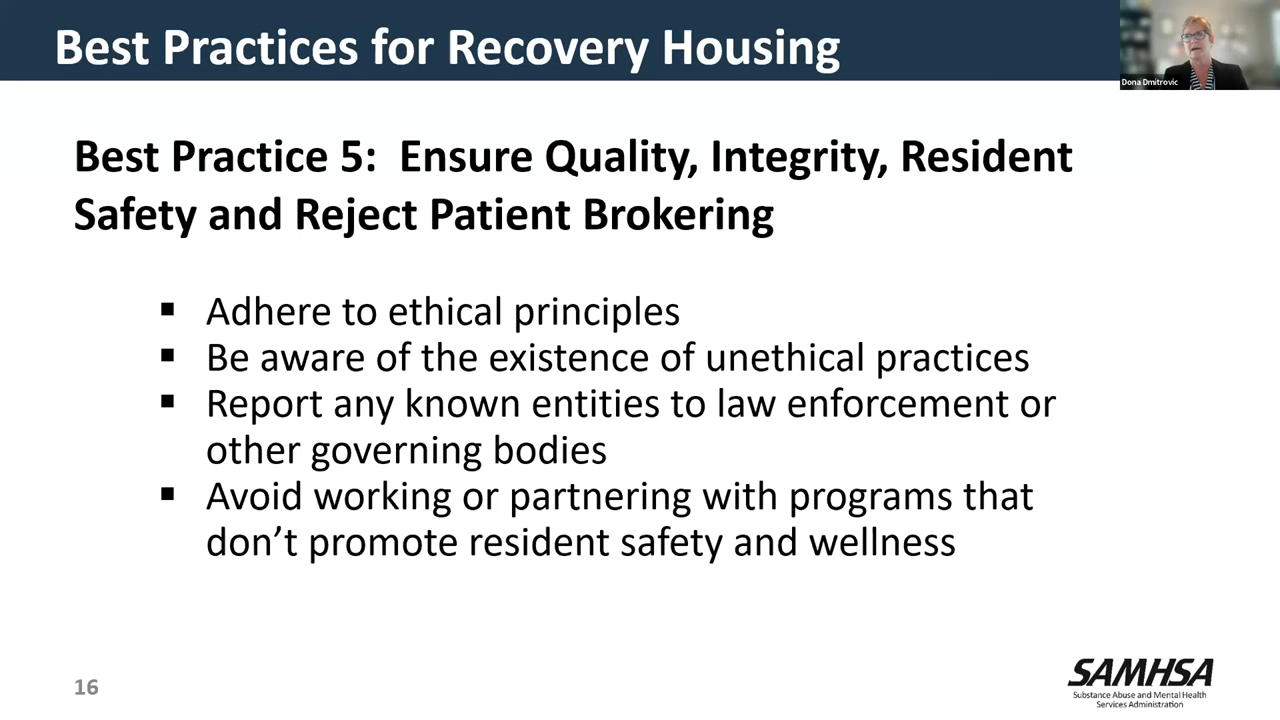 Best Practices for Recovery Housing
Dona Dmitrovic
Best Practice 5:  Ensure Quality, Integrity, Resident
Safety and Reject Patient Brokering
▪ Adhere to ethical principles
▪ Be aware of the existence of unethical practices
▪ Report any known entities to law enforcement or
other governing bodies
▪ Avoid working or partnering with programs that
don’t promote resident safety and wellness
16
SAMHSA
Substance Abuse and Mental Health
Services Administration